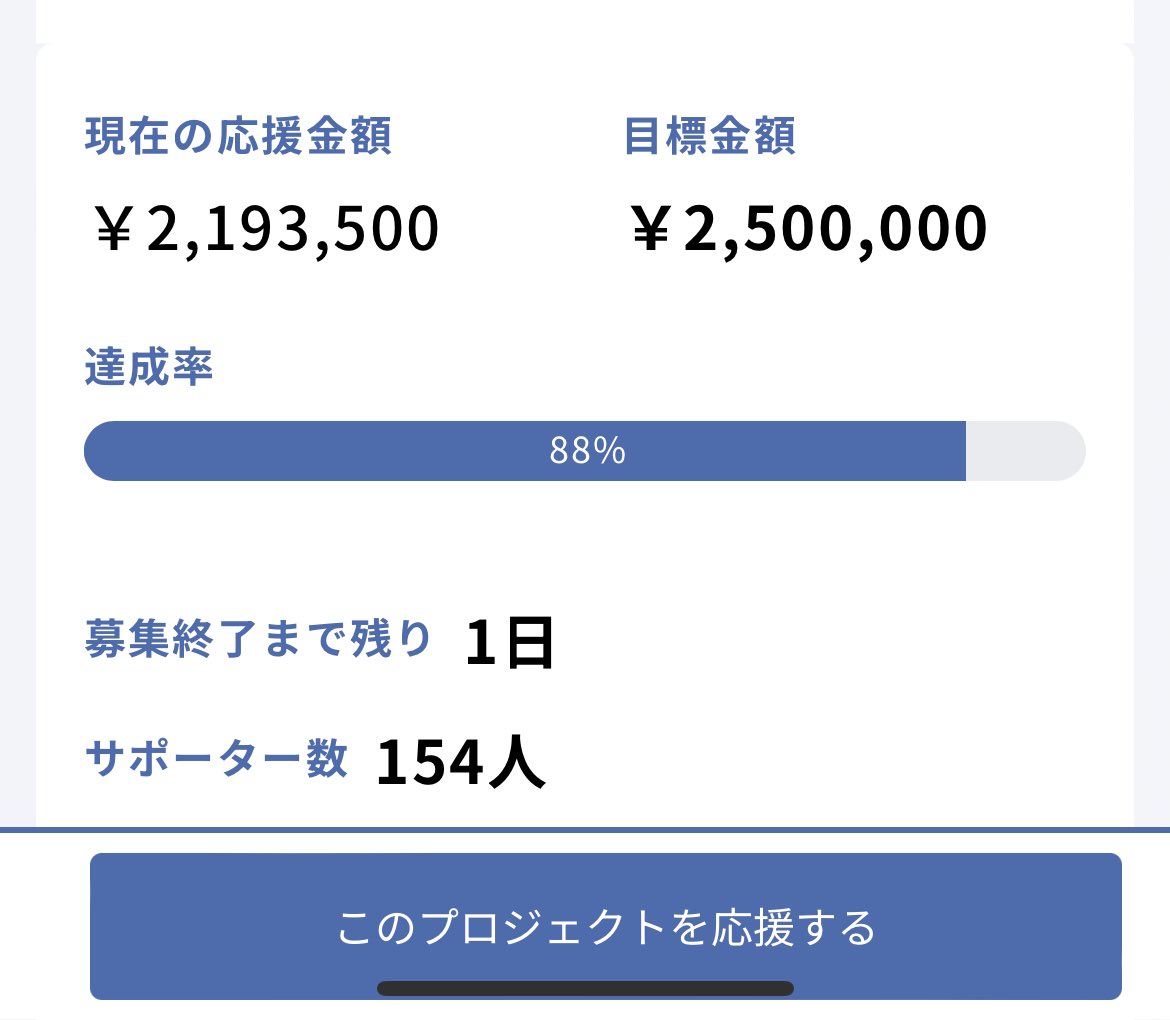 現在の応援金額
￥2,193,500
目標金額
￥2,500,000
達成率
88%
募集終了まで残り 1日
サポーター数 154人
このプロジェクトを応援する